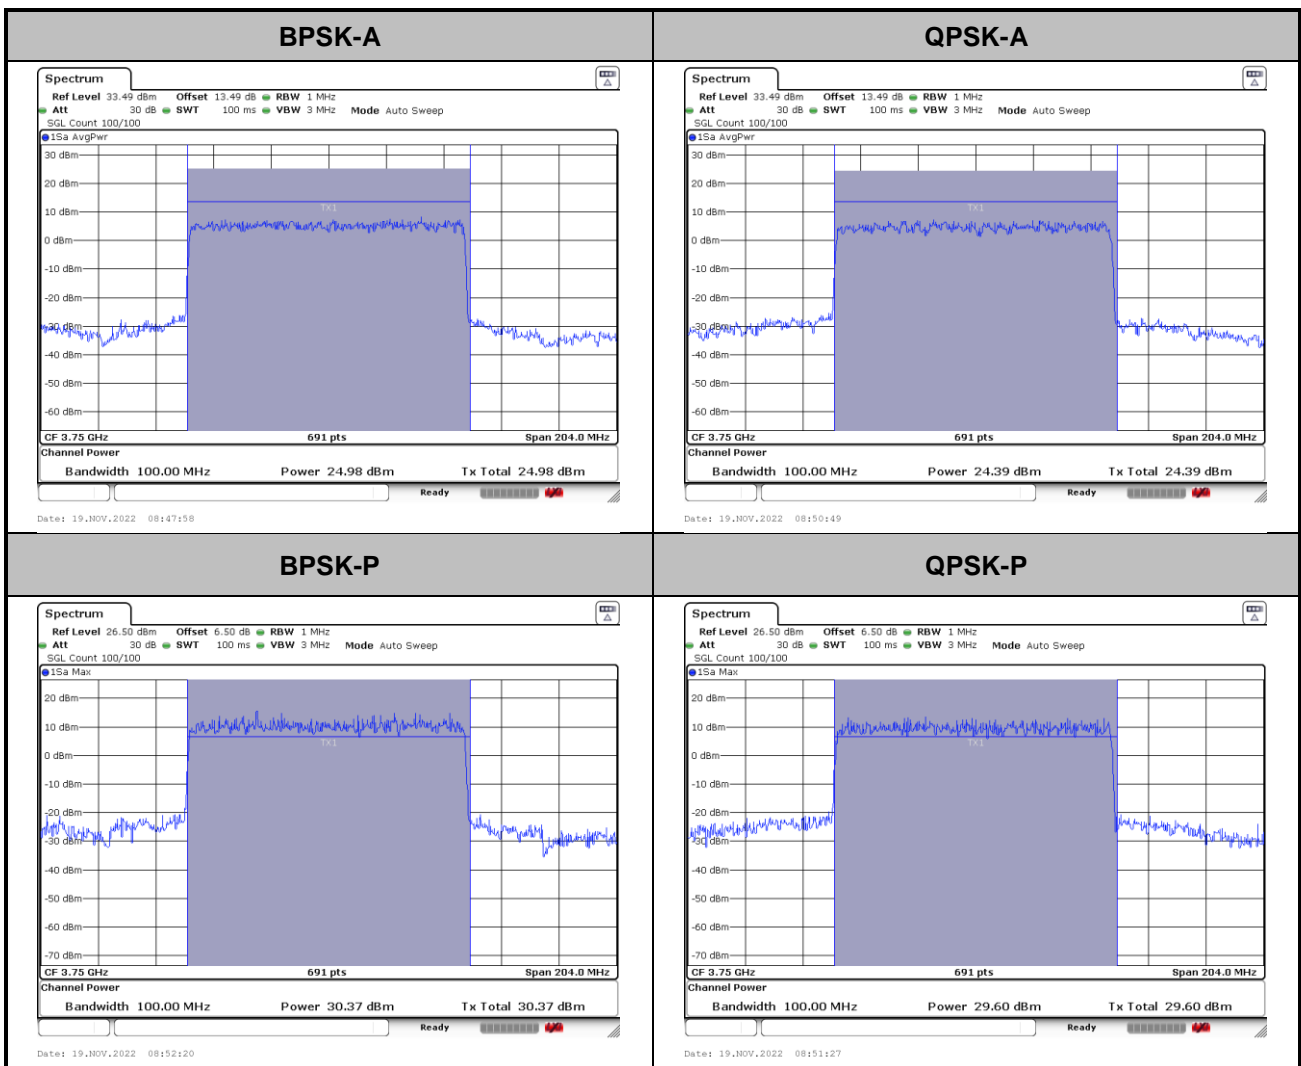 BPSK-A
QPSK-A
Spectrum
Ref Level 33.49 dBm Offset 13.49 dB RBW 1 MHz
Att 30 dB SWT 100 ms VBW 3 MHz Mode Auto Sweep
SGL Count 100/100
1Sa AvgPwr
30 dBm
20 dBm
TX1
10 dBm
0 dBm
-10 dBm
-20 dBm
-30 dBm
-40 dBm
-50 dBm
-60 dBm
CF 3.75 GHz 691 pts Span 204.0 MHz
Channel Power
Bandwidth 100.00 MHz Power 24.98 dBm Tx Total 24.98 dBm
Ready
Date: 19.NOV.2022 08:47:58
Spectrum
Ref Level 33.49 dBm Offset 13.49 dB RBW 1 MHz
Att 30 dB SWT 100 ms VBW 3 MHz Mode Auto Sweep
SGL Count 100/100
1Sa AvgPwr
30 dBm
20 dBm
TX1
10 dBm
0 dBm
-10 dBm
-20 dBm
-30 dBm
-40 dBm
-50 dBm
-60 dBm
CF 3.75 GHz 691 pts Span 204.0 MHz
Channel Power
Bandwidth 100.00 MHz Power 24.39 dBm Tx Total 24.39 dBm
Ready
Date: 19.NOV.2022 08:50:49
BPSK-P
QPSK-P
Spectrum
Ref Level 26.50 dBm Offset 6.50 dB RBW 1 MHz
Att 30 dB SWT 100 ms VBW 3 MHz Mode Auto Sweep
SGL Count 100/100
1Sa Max
20 dBm
10 dBm
TX1
0 dBm
-10 dBm
-20 dBm
-30 dBm
-40 dBm
-50 dBm
-60 dBm
-70 dBm
CF 3.75 GHz 691 pts Span 204.0 MHz
Channel Power
Bandwidth 100.00 MHz Power 30.37 dBm Tx Total 30.37 dBm
Ready
Date: 19.NOV.2022 08:52:20
Spectrum
Ref Level 26.50 dBm Offset 6.50 dB RBW 1 MHz
Att 30 dB SWT 100 ms VBW 3 MHz Mode Auto Sweep
SGL Count 100/100
1Sa Max
20 dBm
10 dBm
TX1
0 dBm
-10 dBm
-20 dBm
-30 dBm
-40 dBm
-50 dBm
-60 dBm
-70 dBm
CF 3.75 GHz 691 pts Span 204.0 MHz
Channel Power
Bandwidth 100.00 MHz Power 29.60 dBm Tx Total 29.60 dBm
Ready
Date: 19.NOV.2022 08:51:27